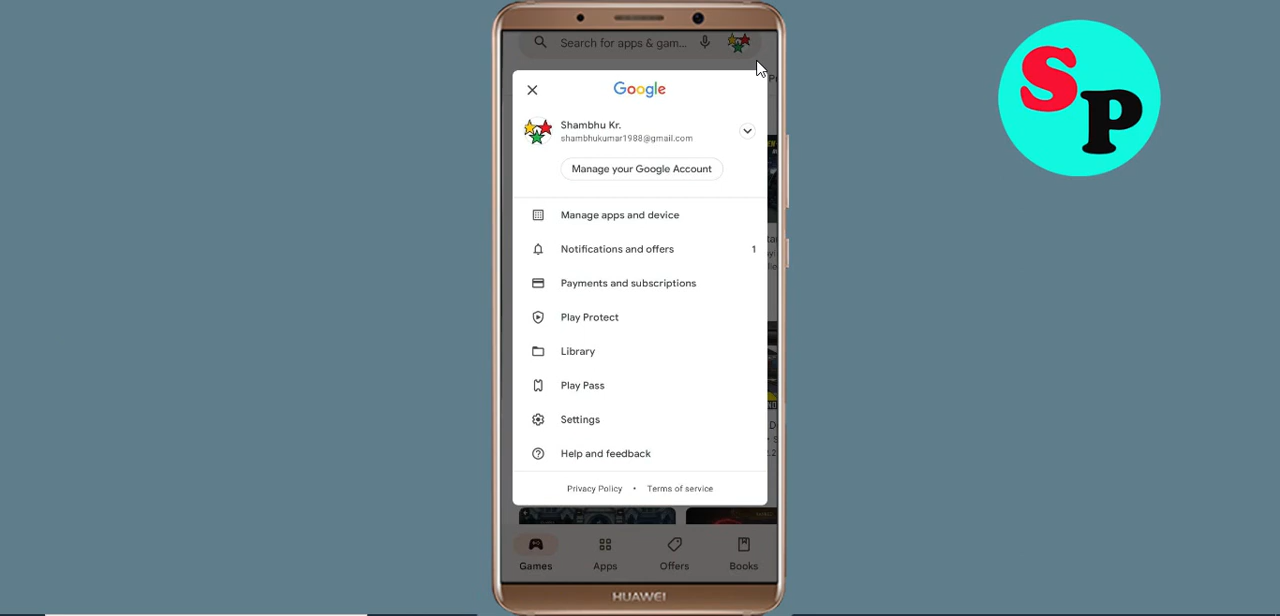 Search for apps & gam...
Google
Shambhu Kr.
shambhukumar1988@gmail.com
Manage your Google Account
Manage apps and device
Notifications and offers 1
Payments and subscriptions
Play Protect
Library
Play Pass
Settings
Help and feedback
Privacy Policy • Terms of service
Games Apps Offers Books
HUAWEI
SP